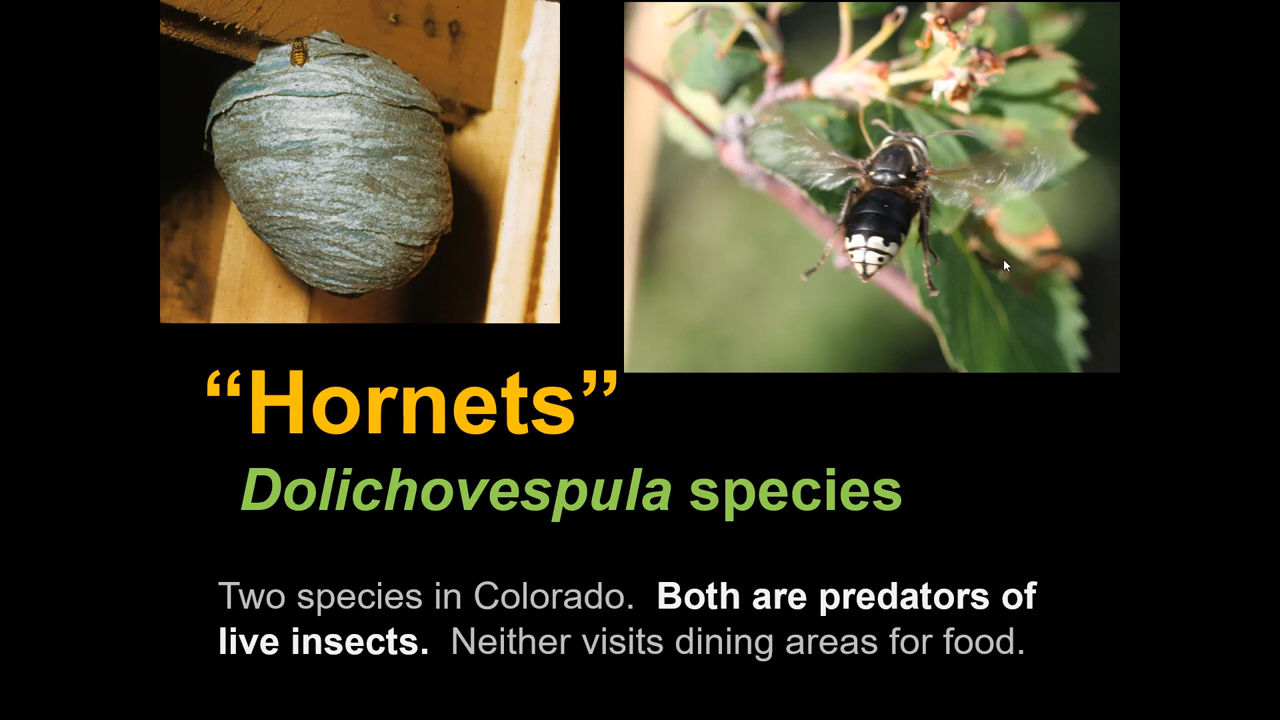 “Hornets”
Dolichovespula species
Two species in Colorado.  Both are predators of
live insects.  Neither visits dining areas for food.